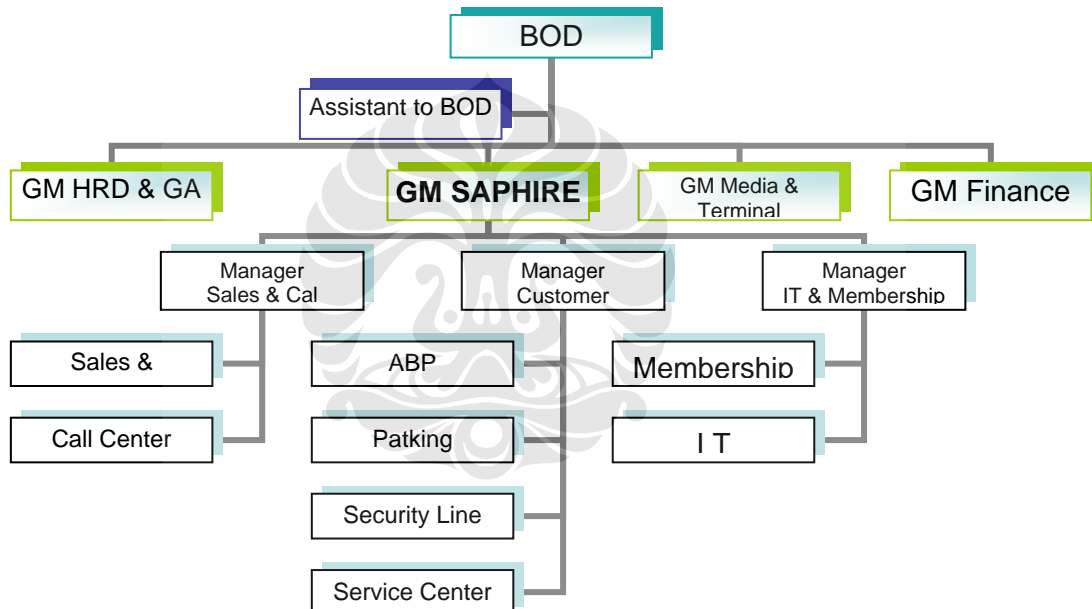 BOD
Assistant to BOD
GM HRD & GA
GM SAPHIRE
GM Media &
Terminal
GM Finance
Manager
Sales & Cal
Manager
Customer
Manager
IT & Membership
Sales &
ABP
Membership
Call Center
Patking
I T
Security Line
Service Center